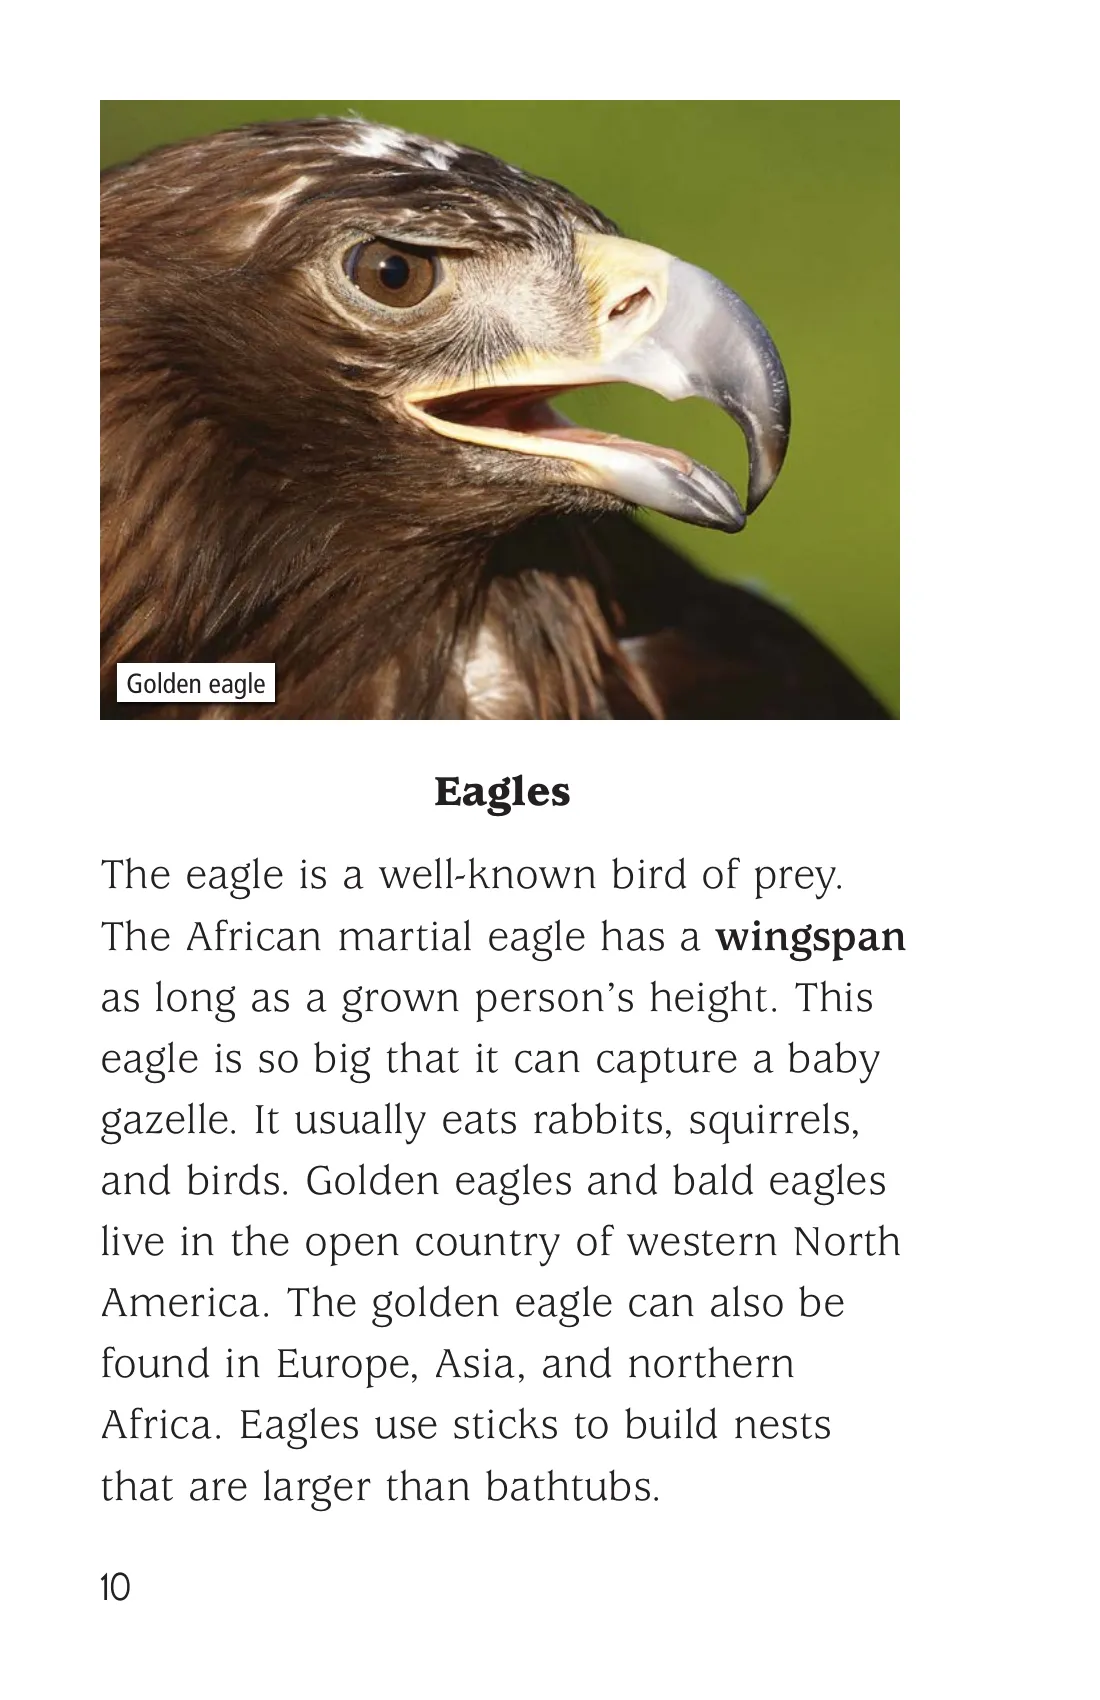 Golden eagle
Eagles
The eagle is a well-known bird of prey.
The African martial eagle has a wingspan
as long as a grown person’s height. This
eagle is so big that it can capture a baby
gazelle. It usually eats rabbits, squirrels,
and birds. Golden eagles and bald eagles
live in the open country of western North
America. The golden eagle can also be
found in Europe, Asia, and northern
Africa. Eagles use sticks to build nests
that are larger than bathtubs.
10